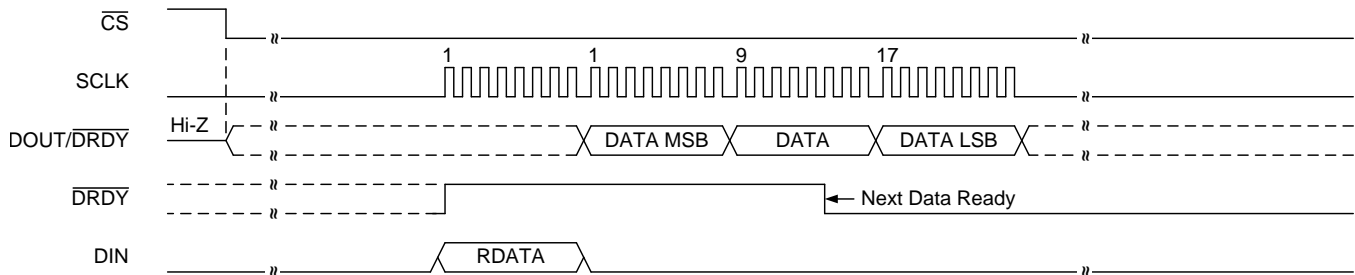 CS
1 1 9 17
SCLK
Hi-Z
DOUT/DRDY DATA MSB DATA DATA LSB
DRDY Next Data Ready
DIN RDATA